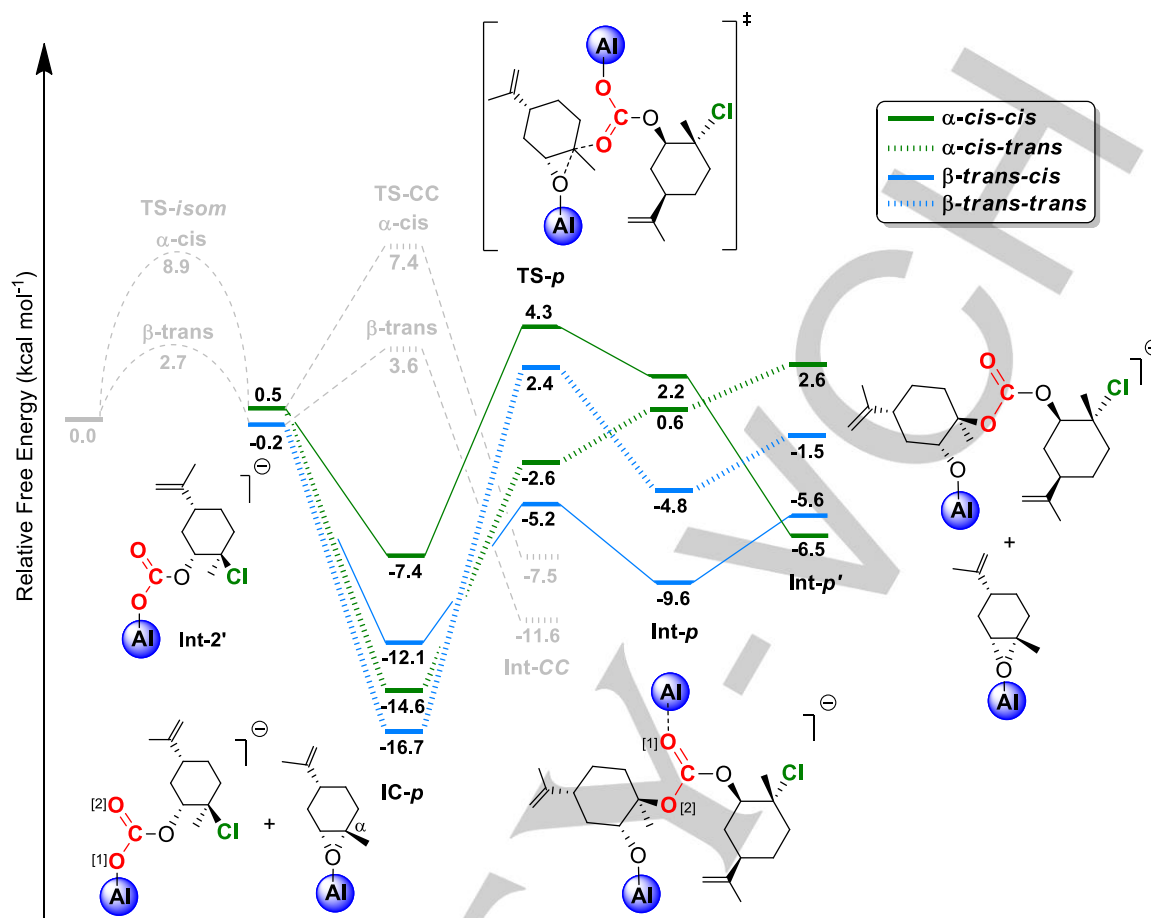 Relative Free Energy (kcal mol⁻¹)
‡
Al
O
O
O
Cl
O
Al
TS-p
α-cis-cis
α-cis-trans
β-trans-cis
β-trans-trans
TS-isom
α-cis
8.9
β-trans
2.7
TS-CC
α-cis
7.4
β-trans
3.6
0.0
0.5
-0.2
4.3
2.4
2.2
2.6
0.6
-2.6
-1.5
-4.8
-5.2
-5.6
-6.5
-7.4
-7.5
-9.6
-11.6
-12.1
-14.6
-16.7
Int-CC
IC-p
Int-p
Int-p'
⊖
O
O
O
Cl
Al
Int-2'
⊖
[2]
O
O
Cl
[1]
O
Al
+
α
O
Al
Al
⊖
[1]
O
O
Cl
O
[2]
O
Al
⊖
O
O
Cl
O
O
Al
+
O
Al
VCH
Y-